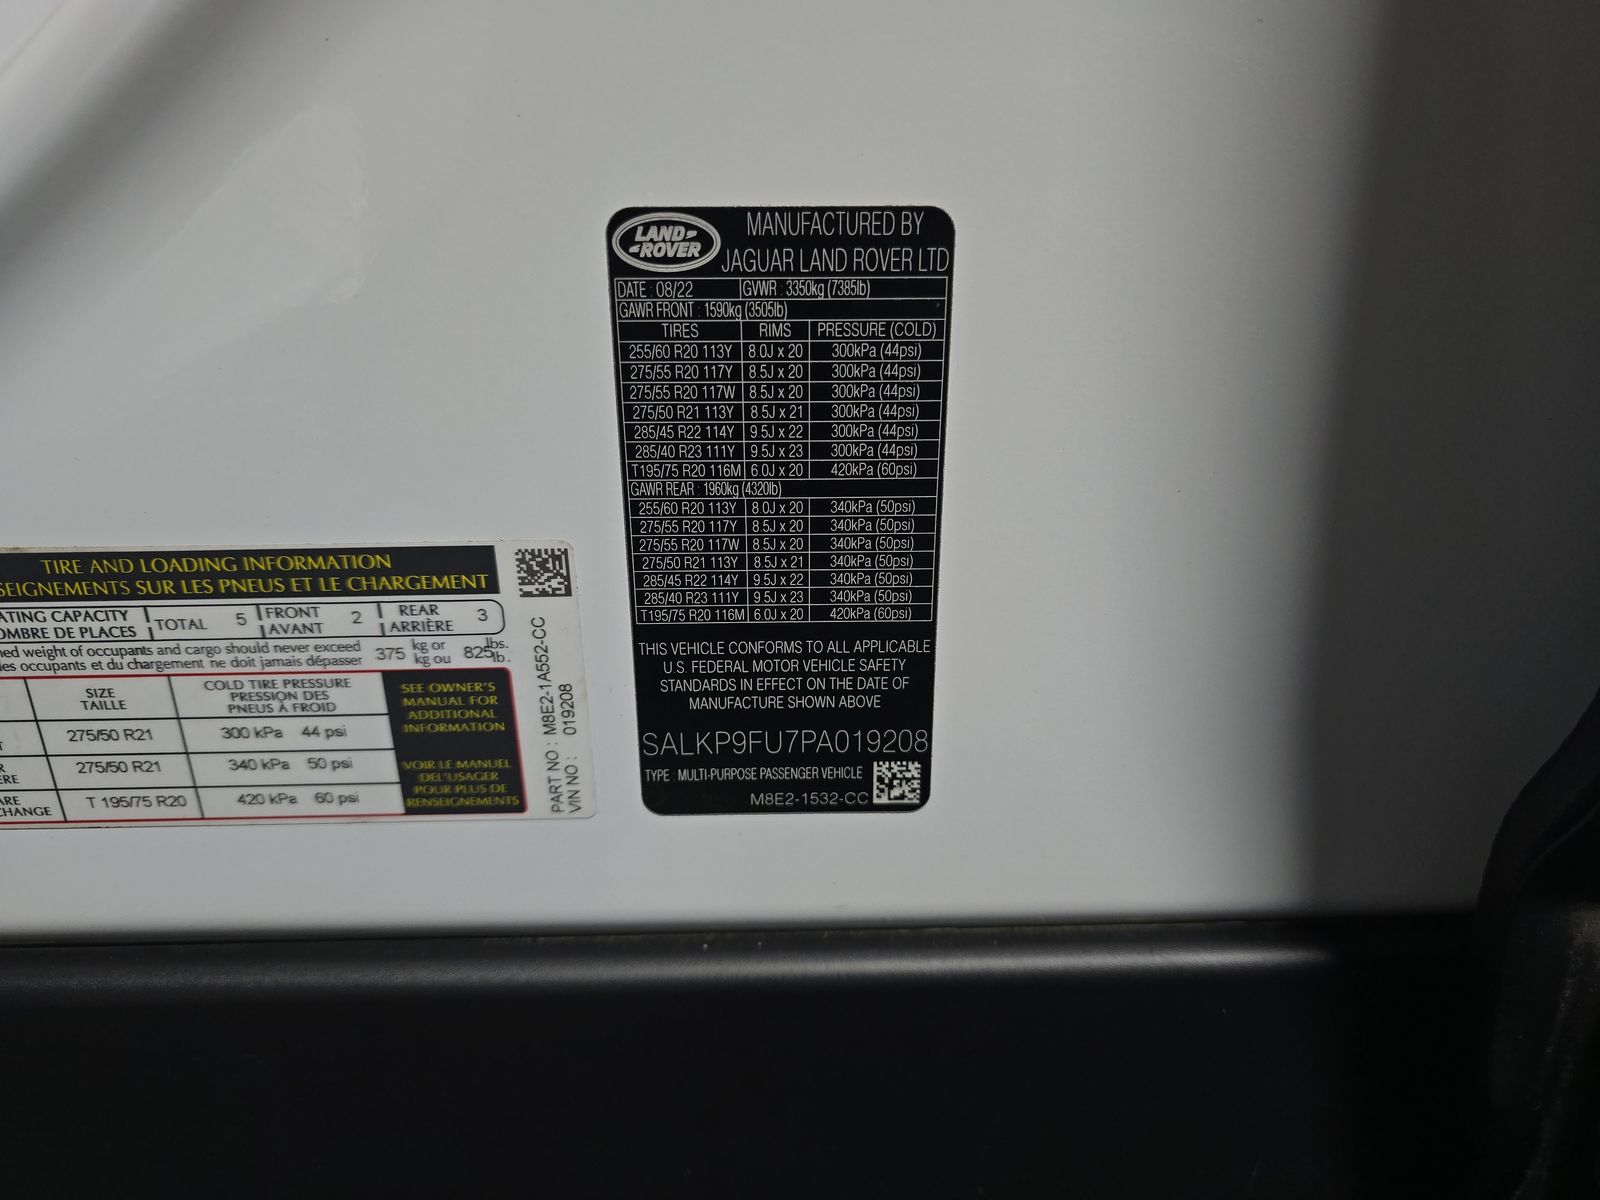 LAND ROVER
MANUFACTURED BY
JAGUAR LAND ROVER LTD
DATE : 08/22 GVWR : 3350kg (7385lb)
GAWR FRONT : 1590kg (3505lb)
TIRES RIMS PRESSURE (COLD)
255/60 R20 113Y 8.0J x 20 300kPa (44psi)
275/55 R20 117Y 8.5J x 20 300kPa (44psi)
275/55 R20 117W 8.5J x 20 300kPa (44psi)
275/50 R21 113Y 8.5J x 21 300kPa (44psi)
285/45 R22 114Y 9.5J x 22 300kPa (44psi)
285/40 R23 111Y 9.5J x 23 300kPa (44psi)
T195/75 R20 116M 6.0J x 20 420kPa (60psi)
GAWR REAR : 1960kg (4320lb)
255/60 R20 113Y 8.0J x 20 340kPa (50psi)
275/55 R20 117Y 8.5J x 20 340kPa (50psi)
275/55 R20 117W 8.5J x 20 340kPa (50psi)
275/50 R21 113Y 8.5J x 21 340kPa (50psi)
285/45 R22 114Y 9.5J x 22 340kPa (50psi)
285/40 R23 111Y 9.5J x 23 340kPa (50psi)
T195/75 R20 116M 6.0J x 20 420kPa (60psi)
THIS VEHICLE CONFORMS TO ALL APPLICABLE
U.S. FEDERAL MOTOR VEHICLE SAFETY
STANDARDS IN EFFECT ON THE DATE OF
MANUFACTURE SHOWN ABOVE
SALKP9FU7PA019208
TYPE : MULTI-PURPOSE PASSENGER VEHICLE
M8E2-1532-CC
TIRE AND LOADING INFORMATION
SEIGNEMENTS SUR LES PNEUS ET LE CHARGEMENT
ATING CAPACITY TOTAL 5 FRONT 2 REAR 3
OMBRE DE PLACES AVANT ARRIÈRE
ned weight of occupants and cargo should never exceed 375 kg or 825 lbs.
les occupants et du chargement ne doit jamais dépasser kg ou lb.
SIZE
TAILLE
COLD TIRE PRESSURE
PRESSION DES
PNEUS À FROID
T 275/50 R21 300 kPa 44 psi
R
ÈRE 275/50 R21 340 kPa 50 psi
ARE
CHANGE T 195/75 R20 420 kPa 60 psi
SEE OWNER'S
MANUAL FOR
ADDITIONAL
INFORMATION
VOIR LE MANUEL
DE L'USAGER
POUR PLUS DE
RENSEIGNEMENTS
PART NO : M8E2-1A552-CC
VIN NO : 019208